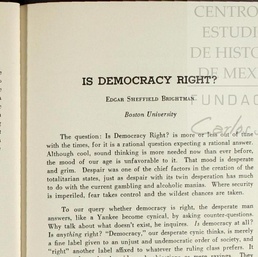 CENTRO
ESTUDI
DE HISTO
DE MEX
FUNDAC
Carlos
IS DEMOCRACY RIGHT?
EDGAR SHEFFIELD BRIGHTMAN
Boston University
The question: Is Democracy Right? is more or less out of tune
with the times, for it is a rational question expecting a rational answer.
Although cool, sound thinking is more needed now than ever before,
the mood of our age is unfavorable to it. That mood is desperate
and grim. Despair was one of the chief factors in the creation of the
totalitarian states, just as despair with its twin desperation has much
to do with the current gambling and alcoholic manias. Where security
is imperiled, fear takes control and the wildest chances are taken.
To our query whether democracy is right, the desperate man
answers, like a Yankee become cynical, by asking counter-questions.
Why talk about what doesn't exist, he inquires. Is democracy at all?
Is anything right? "Democracy," our desperate cynic thinks, is merely
a fine label given to an unjust and undemocratic order of society, and
"right" another label affixed to whatever the ruling class prefers. It